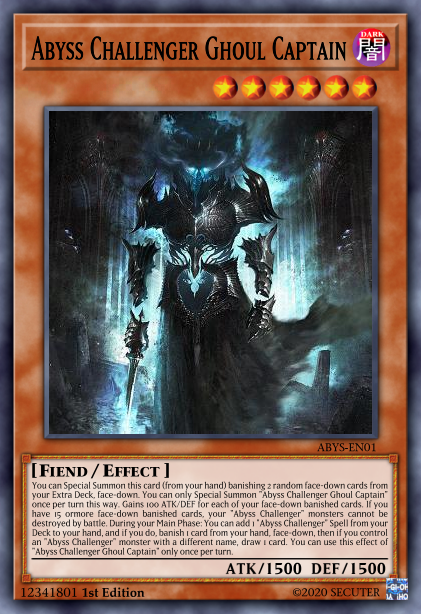 Abyss Challenger Ghoul Captain
DARK
闇
ABYS-EN01
[Fiend / Effect ]
You can Special Summon this card (from your hand) banishing 2 random face-down cards from
your Extra Deck, face-down. You can only Special Summon "Abyss Challenger Ghoul Captain"
once per turn this way. Gains 100 ATK/DEF for each of your face-down banished cards. If you
have 15 ormore face-down banished cards, your "Abyss Challenger" monsters cannot be
destroyed by battle. During your Main Phase: You can add 1 "Abyss Challenger" Spell from your
Deck to your hand, and if you do, banish 1 card from your hand, face-down, then if you control
an "Abyss Challenger" monster with a different name, draw 1 card. You can use this effect of
"Abyss Challenger Ghoul Captain" only once per turn.
ATK/1500 DEF/1500
12341801 1st Edition
©2020 SECUTER